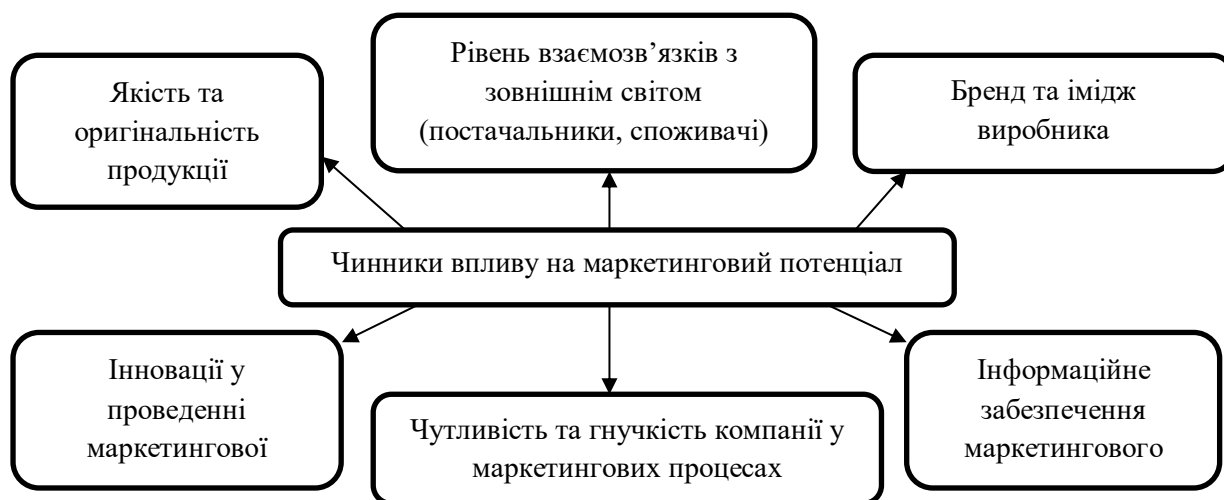 Якість та
оригінальність
продукції
Рівень взаємозв’язків з
зовнішнім світом
(постачальники, споживачі)
Бренд та імідж
виробника
Чинники впливу на маркетинговий потенціал
Інновації у
проведенні
маркетингової
Чутливість та гнучкість компанії у
маркетингових процесах
Інформаційне
забезпечення
маркетингового